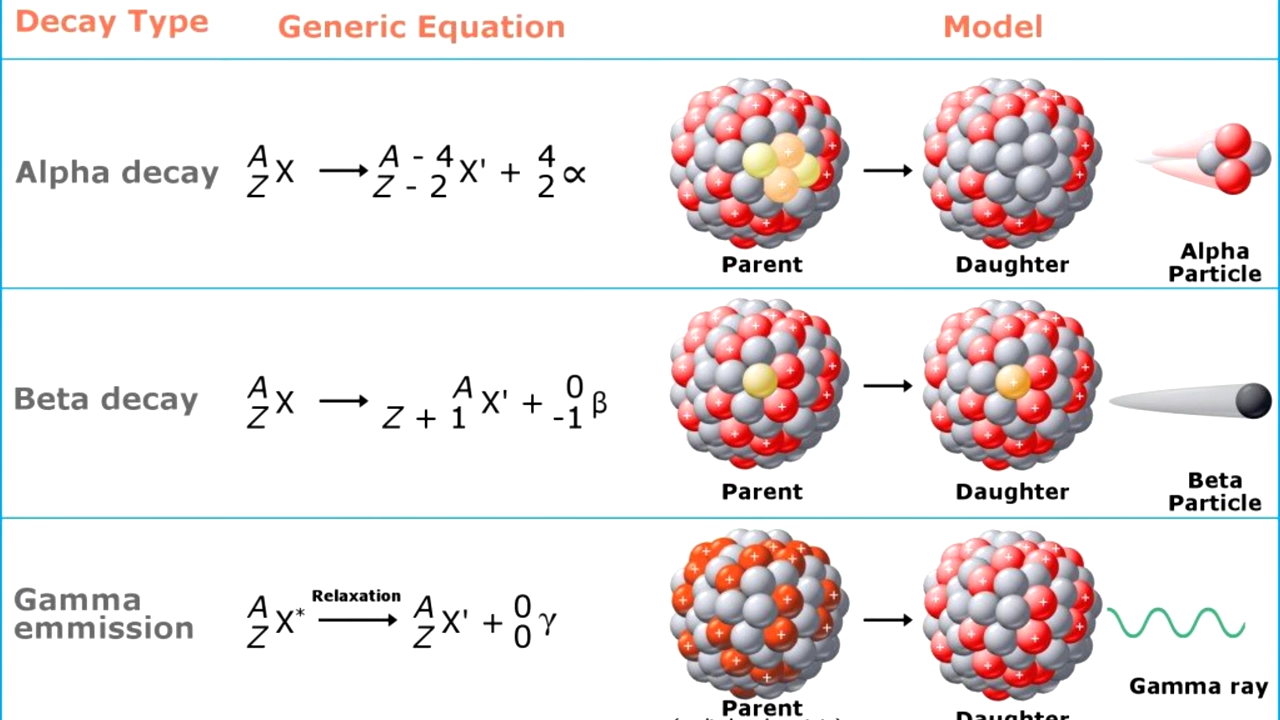 Decay Type Generic Equation Model
Alpha decay
A
Z X → A - 4
Z - 2 X' + 4
2 ∝
Parent Daughter Alpha
Particle
Beta decay
A
Z X → A
Z + 1 X' + 0
-1 β
Parent Daughter Beta
Particle
Gamma
emmission
A
Z X* Relaxation → A
Z X' + 0
0 γ
Gamma ray
Parent
Daughter